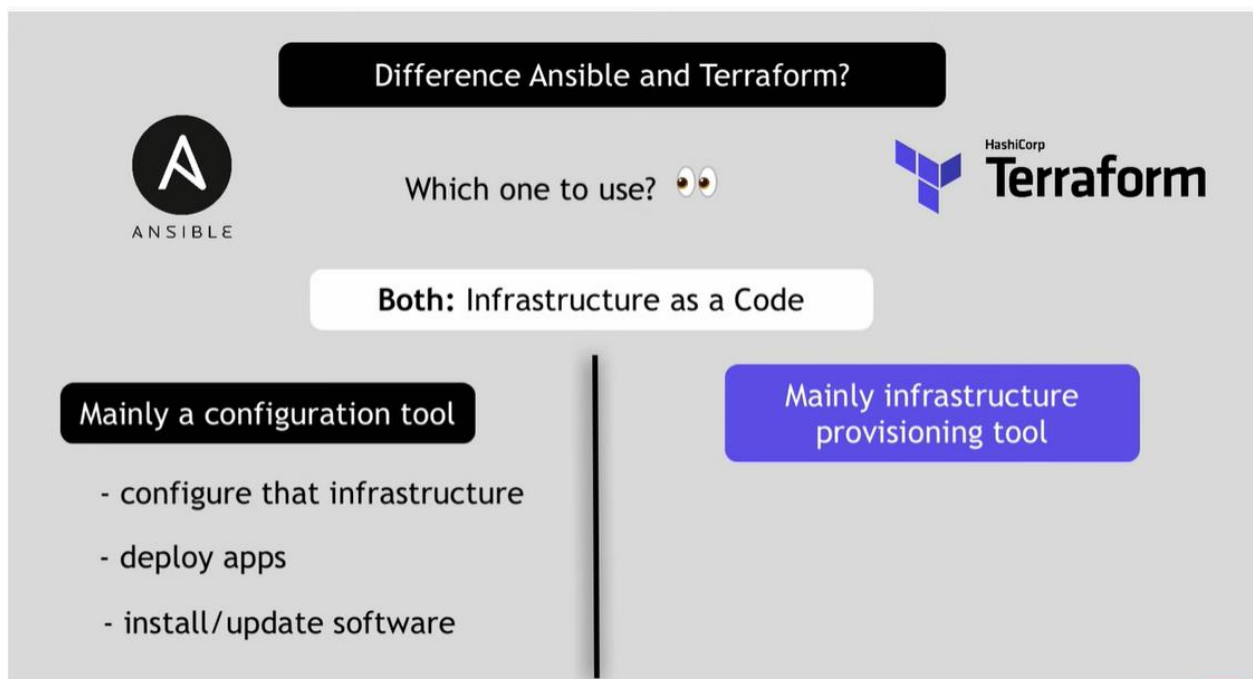 Difference Ansible and Terraform?
ANSIBLE
Which one to use?
HashiCorp
Terraform
Both: Infrastructure as a Code
Mainly a configuration tool
- configure that infrastructure
- deploy apps
- install/update software
Mainly infrastructure
provisioning tool